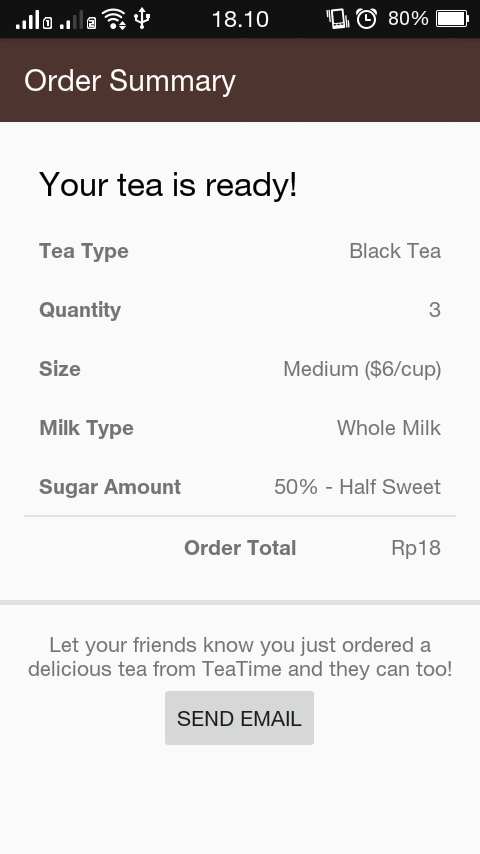 18.10 80%
Order Summary
Your tea is ready!
Tea Type Black Tea
Quantity 3
Size Medium ($6/cup)
Milk Type Whole Milk
Sugar Amount 50% - Half Sweet
Order Total Rp18
Let your friends know you just ordered a
delicious tea from TeaTime and they can too!
SEND EMAIL